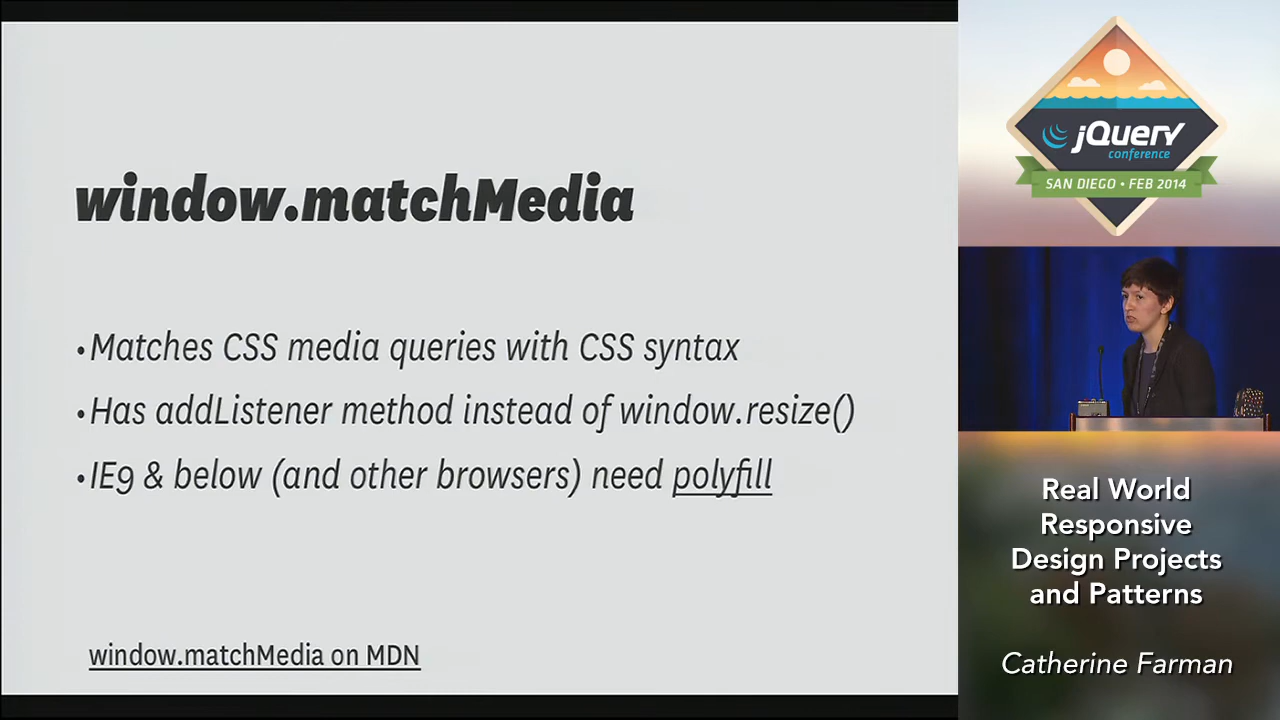 window.matchMedia
•Matches CSS media queries with CSS syntax
•Has addListener method instead of window.resize()
•IE9 & below (and other browsers) need polyfill
window.matchMedia on MDN
jQuery
conference
SAN DIEGO • FEB 2014
Real World
Responsive
Design Projects
and Patterns
Catherine Farman